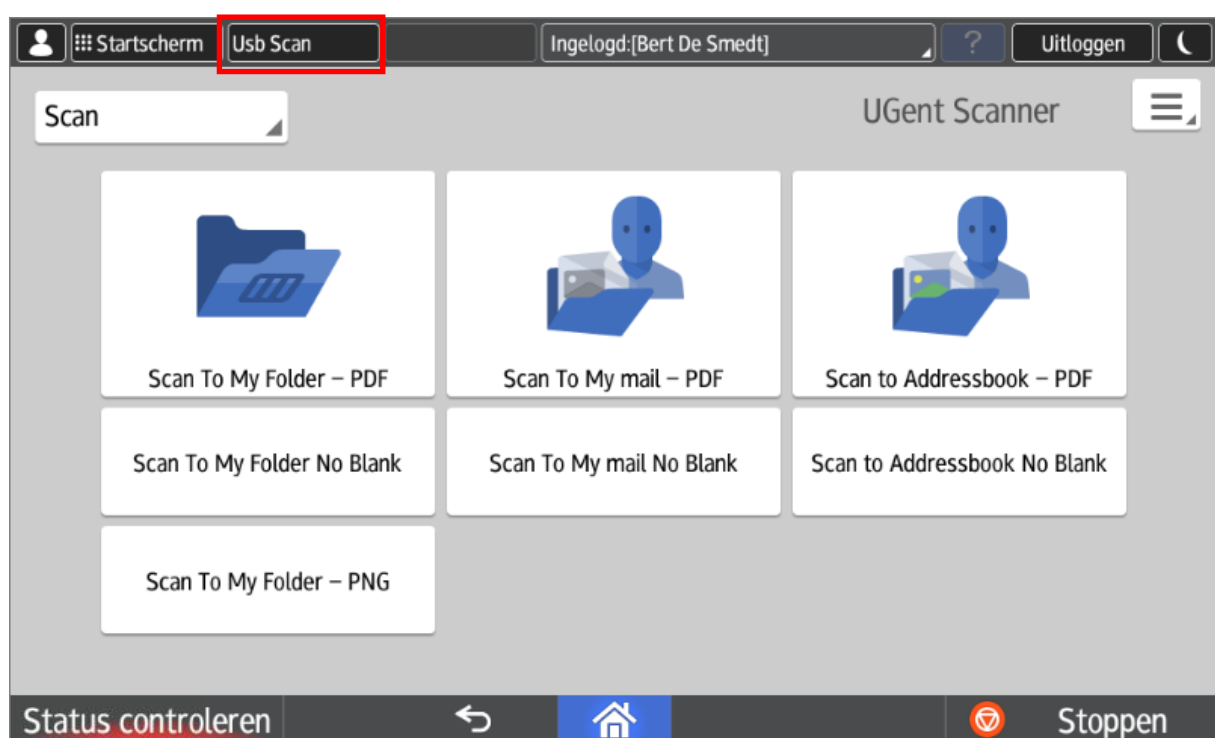 Startscherm Usb Scan Ingelogd:[Bert De Smedt] ? Uitloggen
Scan UGent Scanner
Scan To My Folder – PDF Scan To My mail – PDF Scan to Addressbook – PDF
Scan To My Folder No Blank Scan To My mail No Blank Scan to Addressbook No Blank
Scan To My Folder – PNG
Status controleren Stoppen